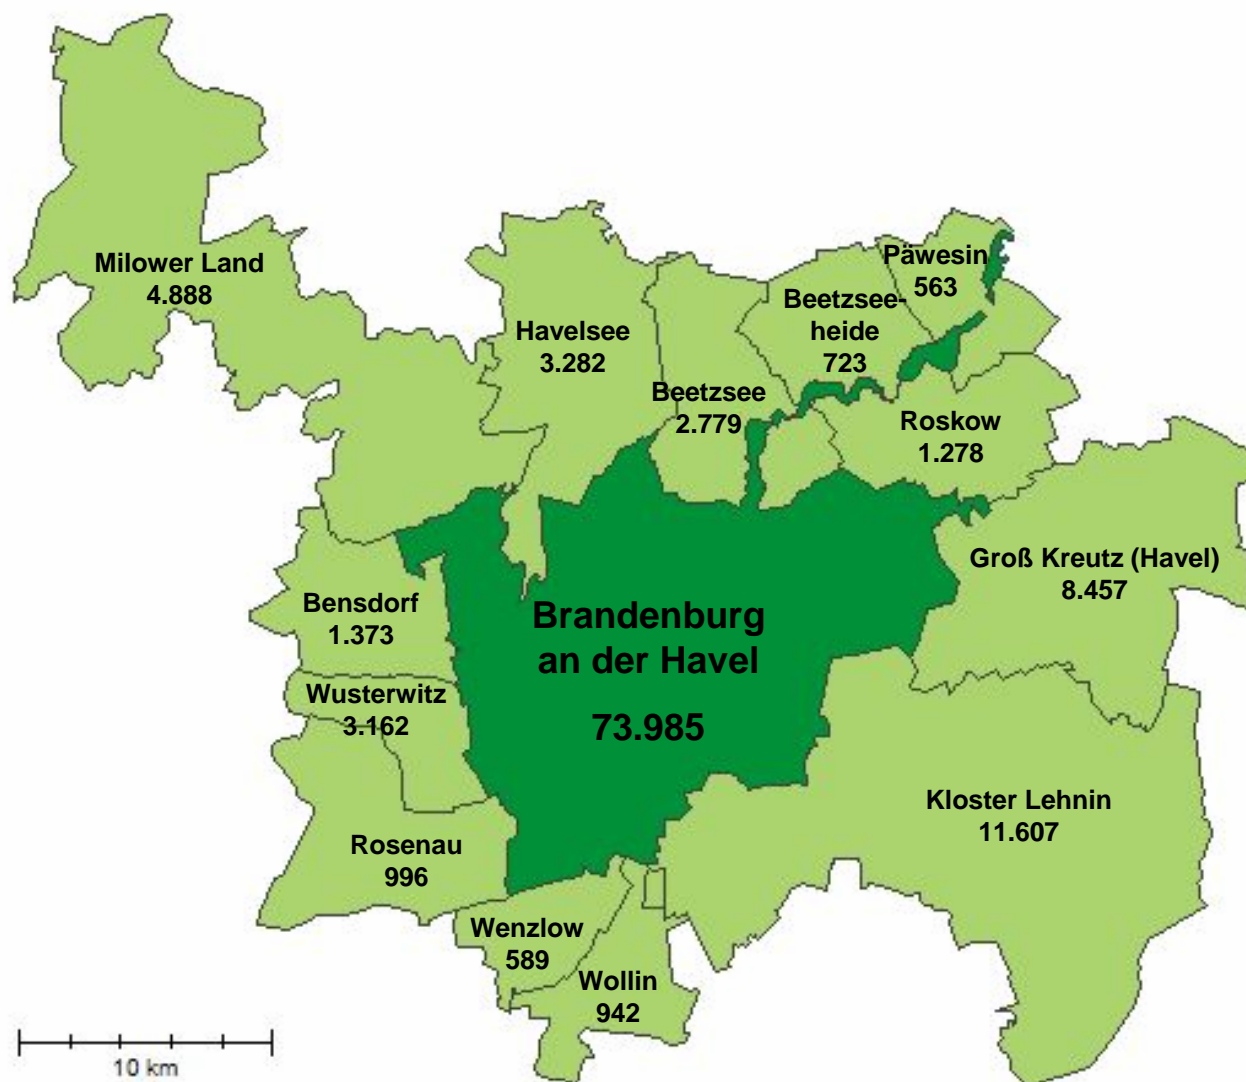 Milower Land
4.888
Havelsee
3.282
Beetzsee
2.779
Beetzsee-
heide
723
Päwesin
563
Roskow
1.278
Groß Kreutz (Havel)
8.457
Bensdorf
1.373
Brandenburg
an der Havel
73.985
Wusterwitz
3.162
Kloster Lehnin
11.607
Rosenau
996
Wenzlow
589
Wollin
942
10 km